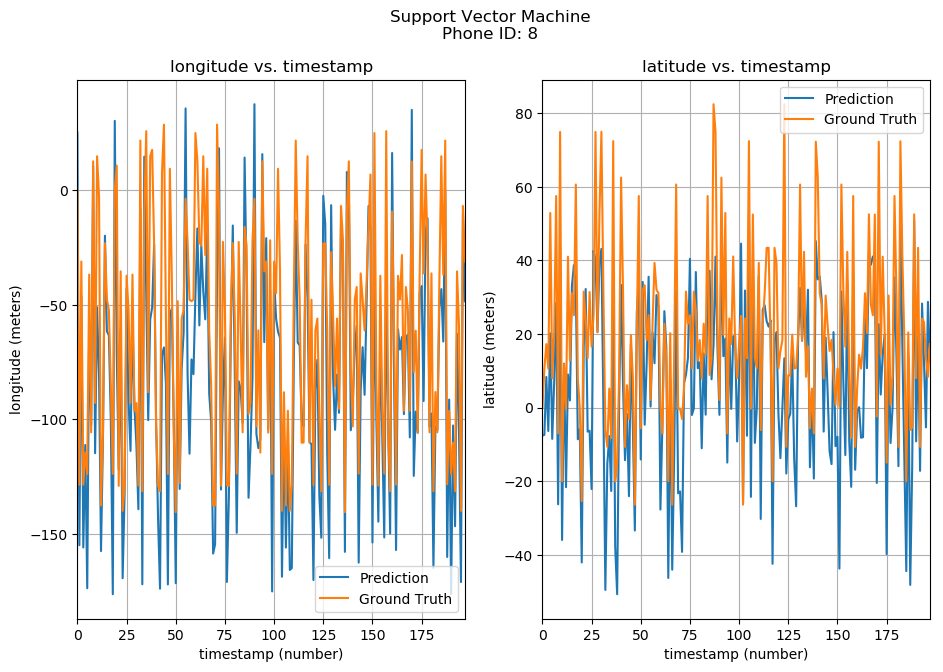 Support Vector Machine
Phone ID: 8
longitude vs. timestamp
0
−50
−100
−150
longitude (meters)
0
25
50
75
100
125
150
175
timestamp (number)
Prediction
Ground Truth
latitude vs. timestamp
80
60
40
20
0
−20
−40
latitude (meters)
0
25
50
75
100
125
150
175
timestamp (number)
Prediction
Ground Truth